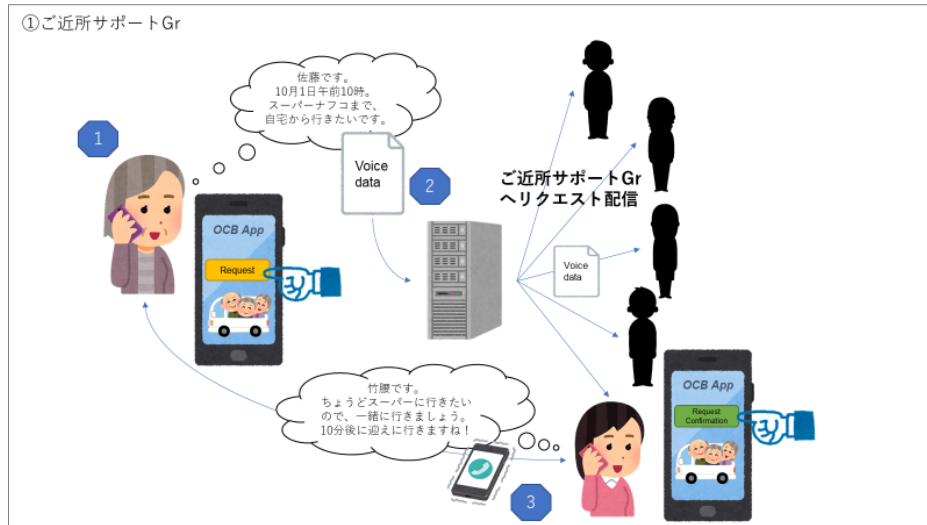 ①ご近所サポートGr
佐藤です。
10月1日午前10時。
スーパーナフコまで、
自宅から行きたいです。
1
Voice
data
2
OCB App
Request
ご近所サポートGr
へリクエスト配信
Voice
data
竹腰です。
ちょうどスーパーに行きたい
ので、一緒に行きましょう。
10分後に迎えに行きますね！
3
OCB App
Request
Confirmation